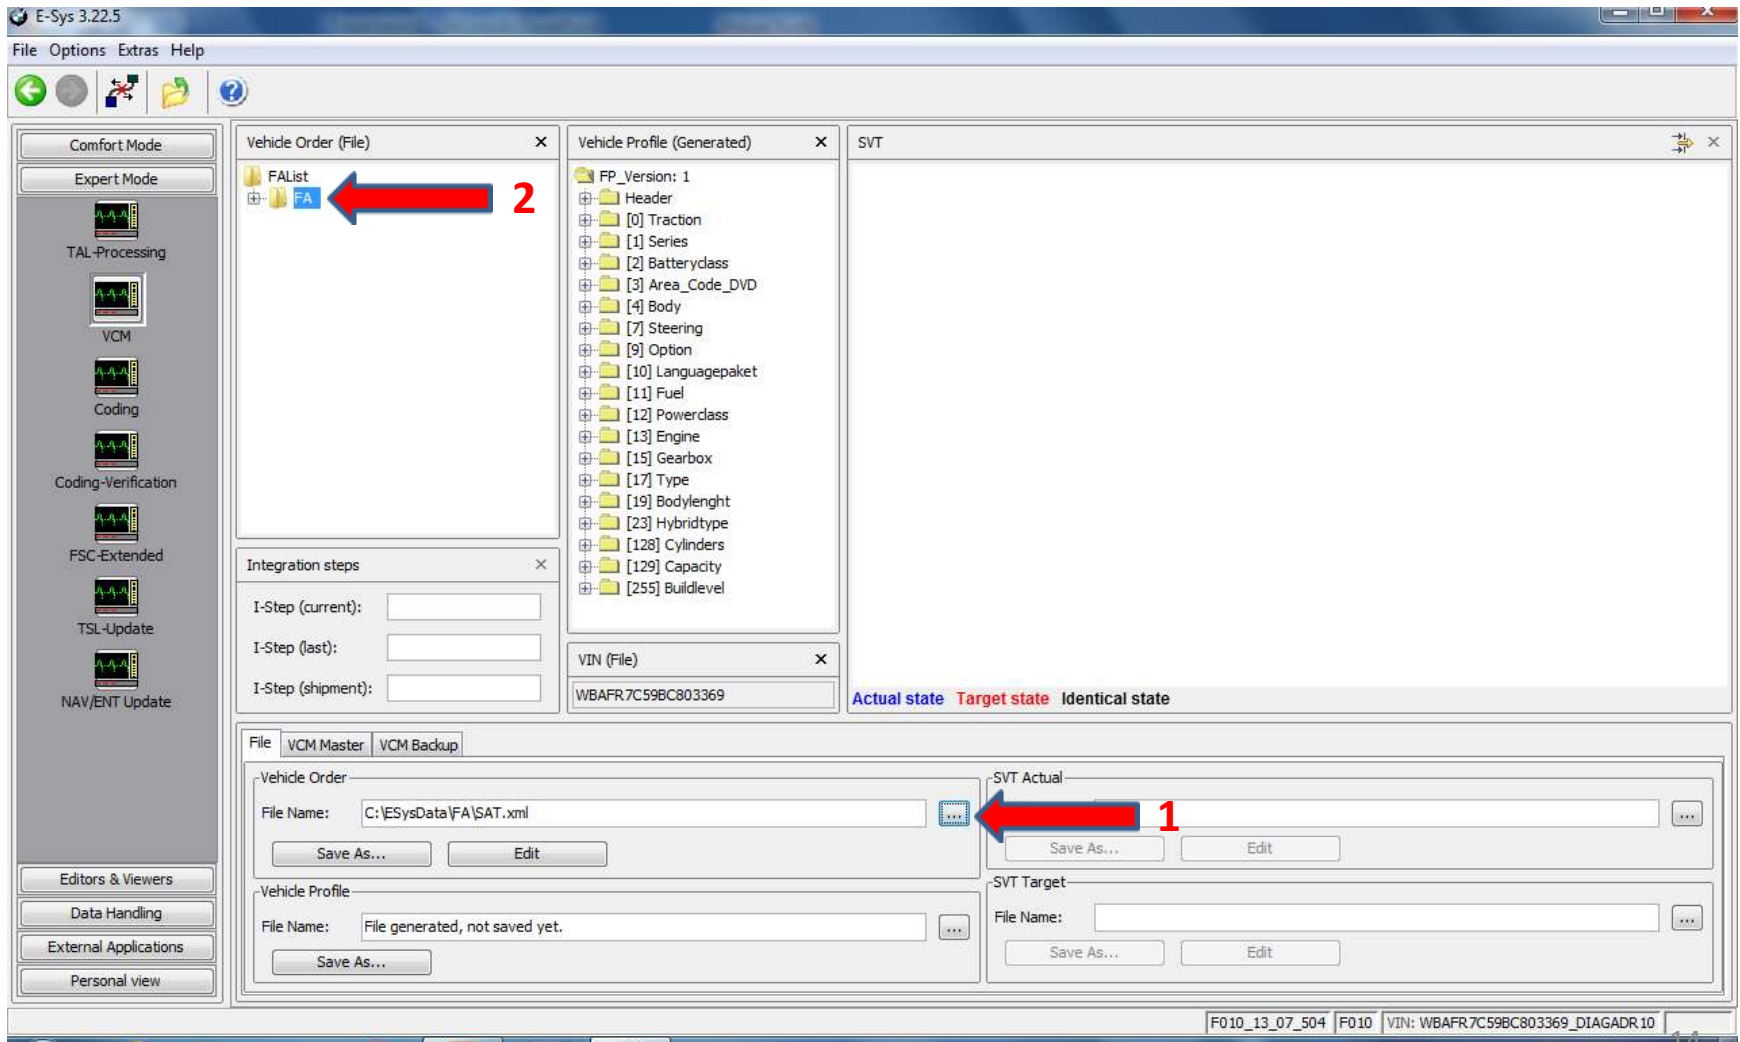 E-Sys 3.22.5
File Options Extras Help
Comfort Mode
Expert Mode
TAL-Processing
VCM
Coding
Coding-Verification
FSC-Extended
TSL-Update
NAV/ENT Update
Editors & Viewers
Data Handling
External Applications
Personal view
Vehicle Order (File)
FAList
FA
2
Integration steps
I-Step (current):
I-Step (last):
I-Step (shipment):
Vehicle Profile (Generated)
FP_Version: 1
Header
[0] Traction
[1] Series
[2] Batteryclass
[3] Area_Code_DVD
[4] Body
[7] Steering
[9] Option
[10] Languagepaket
[11] Fuel
[12] Powerclass
[13] Engine
[15] Gearbox
[17] Type
[19] Bodylenght
[23] Hybridtype
[128] Cylinders
[129] Capacity
[255] Buildlevel
VIN (File)
WBAFR7C59BC803369
SVT
Actual state Target state Identical state
File VCM Master VCM Backup
Vehicle Order
File Name: C:\ESysData\FA\SAT.xml ...
Save As... Edit
Vehicle Profile
File Name: File generated, not saved yet. ...
Save As...
SVT Actual
1
...
Save As... Edit
SVT Target
File Name: ...
Save As... Edit
F010_13_07_504 F010 VIN: WBAFR7C59BC803369_DIAGADR10